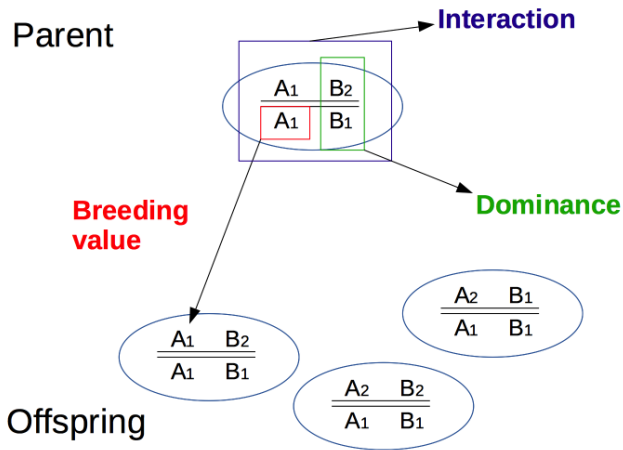 Parent
Interaction
A1 B2
A1 B1
Breeding
value
Dominance
A2 B1
A1 B1
A1 B2
A1 B1
A2 B2
A1 B1
Offspring